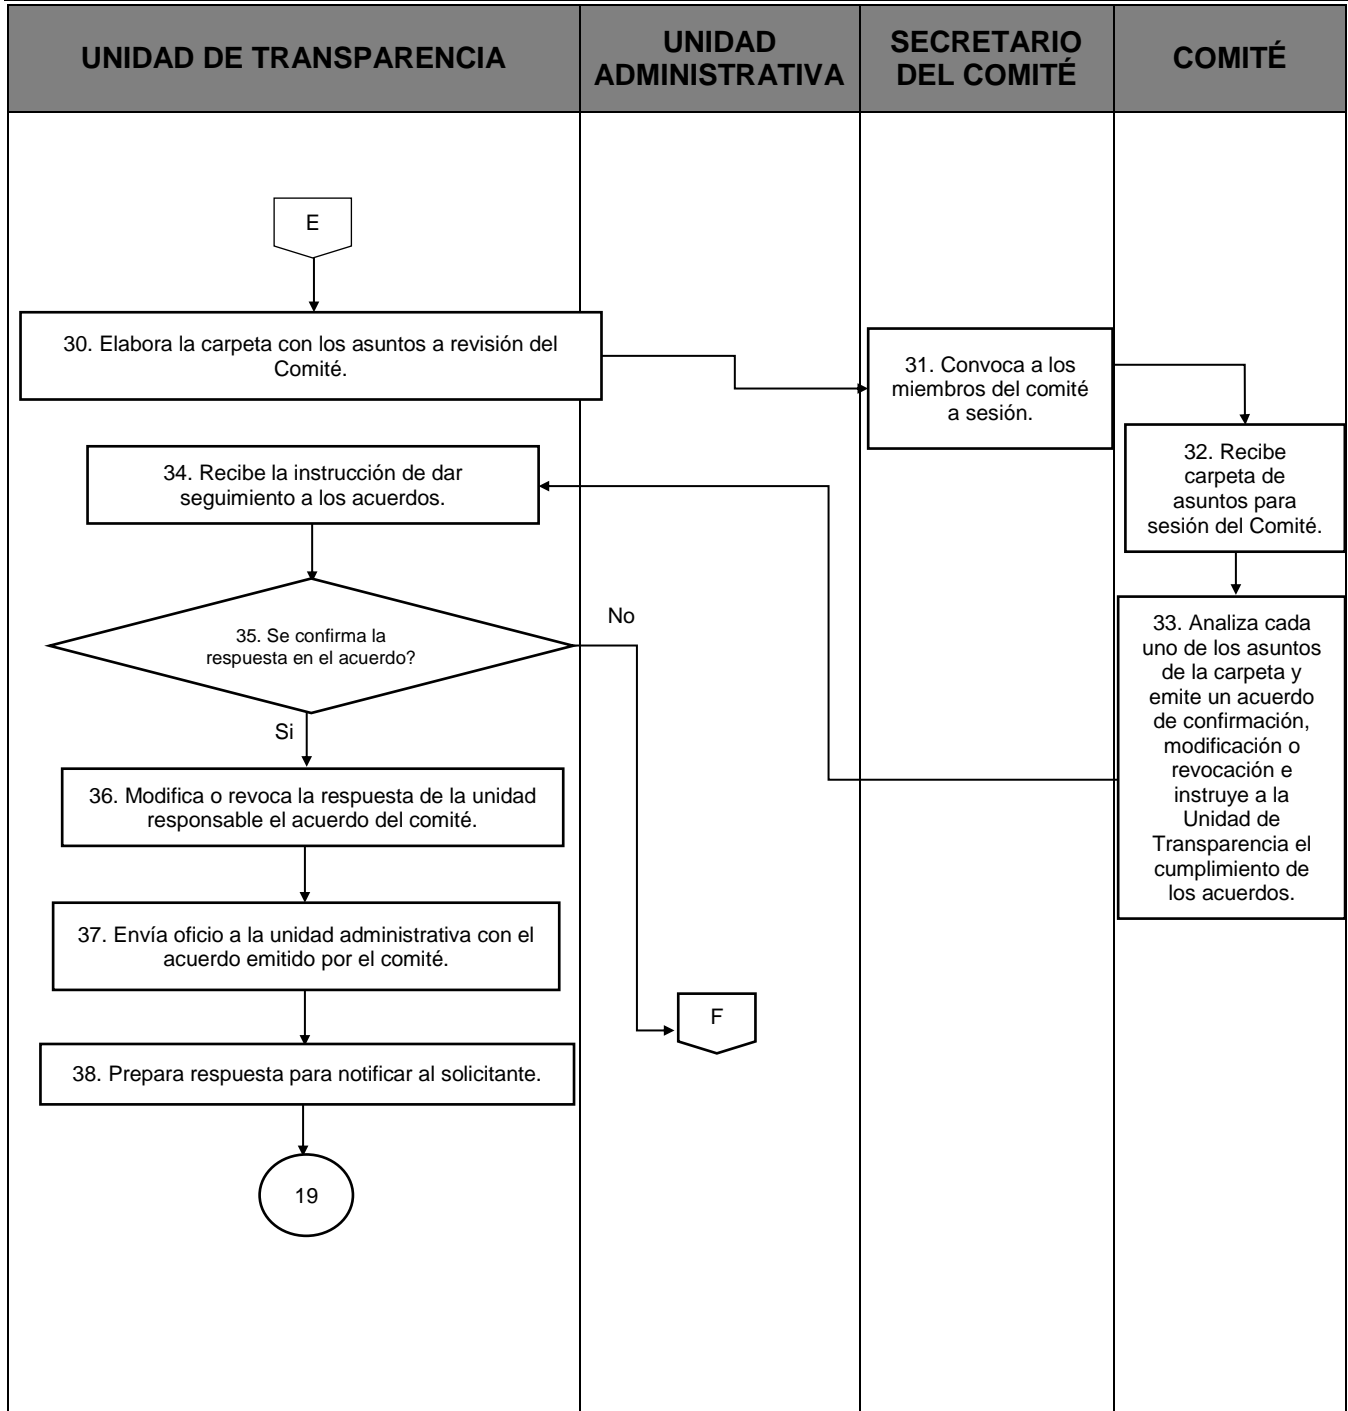 UNIDAD DE TRANSPARENCIA
UNIDAD
ADMINISTRATIVA
SECRETARIO
DEL COMITÉ
COMITÉ
E
30. Elabora la carpeta con los asuntos a revisión del
Comité.
31. Convoca a los
miembros del comité
a sesión.
32. Recibe
carpeta de
asuntos para
sesión del Comité.
34. Recibe la instrucción de dar
seguimiento a los acuerdos.
33. Analiza cada
uno de los asuntos
de la carpeta y
emite un acuerdo
de confirmación,
modificación o
revocación e
instruye a la
Unidad de
Transparencia el
cumplimiento de
los acuerdos.
35. Se confirma la
respuesta en el acuerdo?
No
Si
36. Modifica o revoca la respuesta de la unidad
responsable el acuerdo del comité.
37. Envía oficio a la unidad administrativa con el
acuerdo emitido por el comité.
F
38. Prepara respuesta para notificar al solicitante.
19